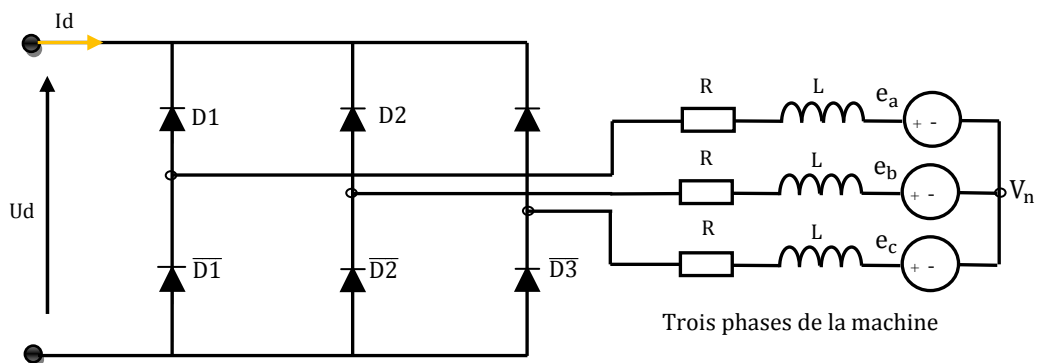 Id
R
L
e_a
D1
D2
+ -
R
L
e_b
Ud
+ -
V_n
R
L
e_c
D̅1̅
D̅2̅
D̅3̅
+ -
Trois phases de la machine